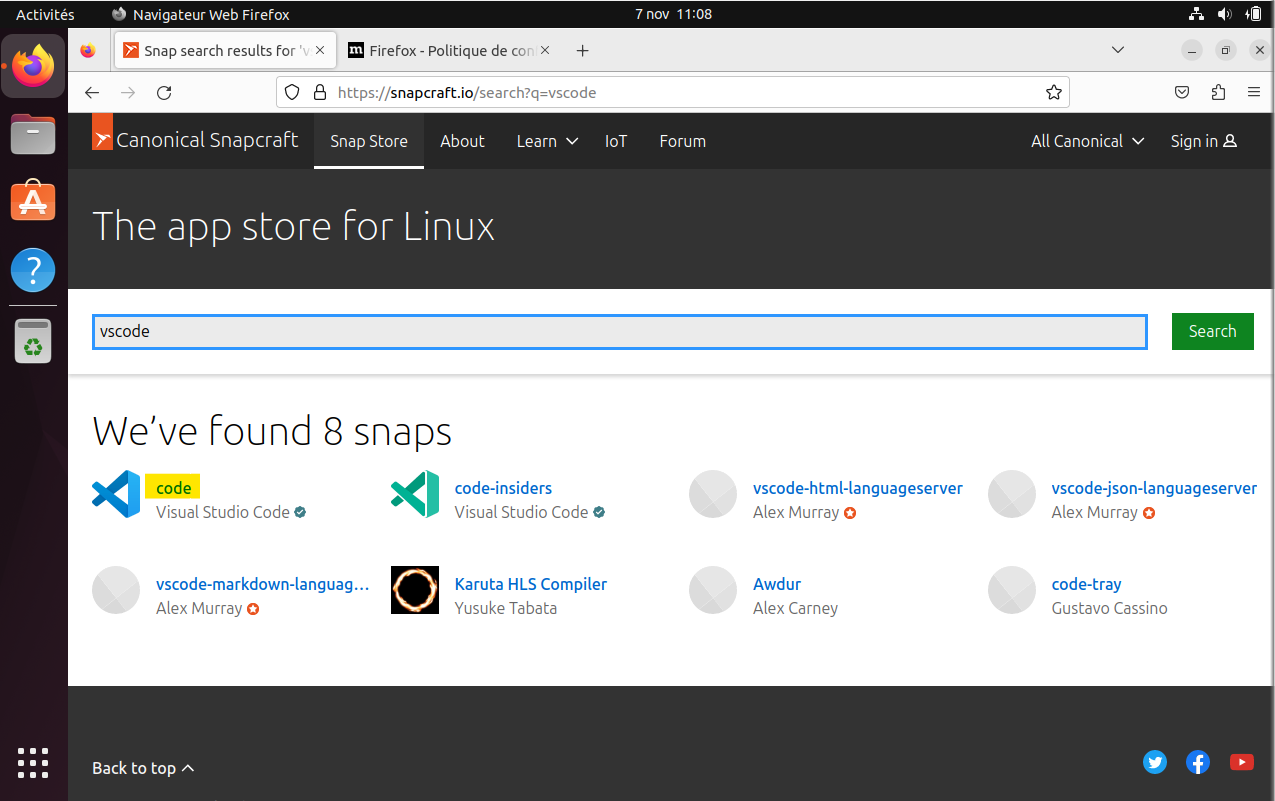 Activités Navigateur Web Firefox 7 nov 11:08
Snap search results for 'v Firefox - Politique de con
https://snapcraft.io/search?q=vscode
Canonical Snapcraft Snap Store About Learn IoT Forum All Canonical Sign in
The app store for Linux
vscode Search
We've found 8 snaps
code code-insiders vscode-html-languageserver vscode-json-languageserver
Visual Studio Code Visual Studio Code Alex Murray Alex Murray
vscode-markdown-languag... Karuta HLS Compiler Awdur code-tray
Alex Murray Yusuke Tabata Alex Carney Gustavo Cassino
Back to top